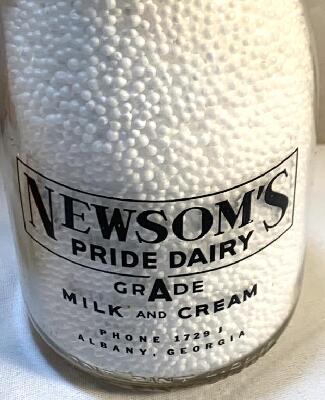 NEWSOM'S
PRIDE DAIRY
GRADE
MILK AND CREAM
PHONE 1729 J
ALBANY, GEORGIA